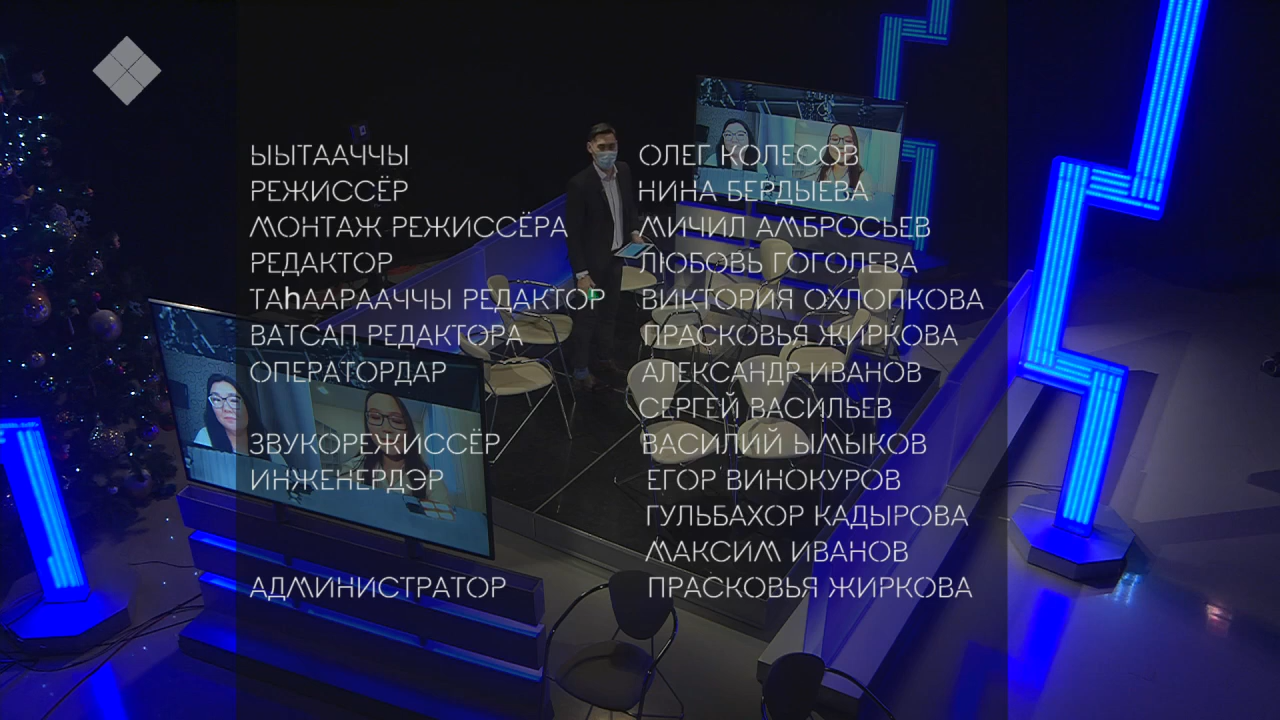 ЫЫТААЧЧЫ ОЛЕГ КОЛЕСОВ
РЕЖИССЁР НИНА БЕРДЫЕВА
МОНТАЖ РЕЖИССЁРА МИЧИЛ АМБРОСЬЕВ
РЕДАКТОР ЛЮБОВЬ ГОГОЛЕВА
ТАҺААРААЧЧЫ РЕДАКТОР ВИКТОРИЯ ОХЛОПКОВА
ВАТСАП РЕДАКТОРА ПРАСКОВЬЯ ЖИРКОВА
ОПЕРАТОРДАР АЛЕКСАНДР ИВАНОВ
СЕРГЕЙ ВАСИЛЬЕВ
ЗВУКОРЕЖИССЁР ВАСИЛИЙ ЫМЫКОВ
ИНЖЕНЕРДЭР ЕГОР ВИНОКУРОВ
ГУЛЬБАХОР КАДЫРОВА
МАКСИМ ИВАНОВ
АДМИНИСТРАТОР ПРАСКОВЬЯ ЖИРКОВА